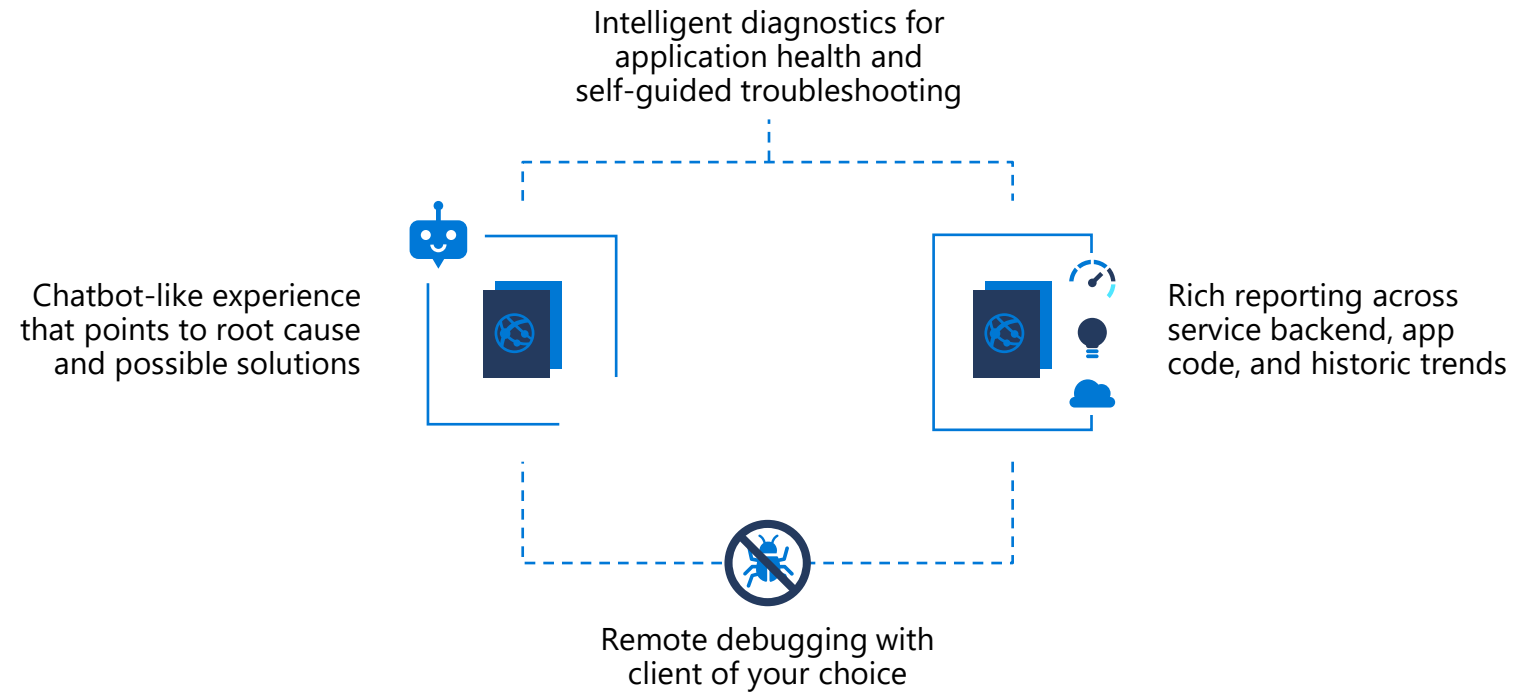 Intelligent diagnostics for
application health and
self-guided troubleshooting
Chatbot-like experience
that points to root cause
and possible solutions
Rich reporting across
service backend, app
code, and historic trends
Remote debugging with
client of your choice